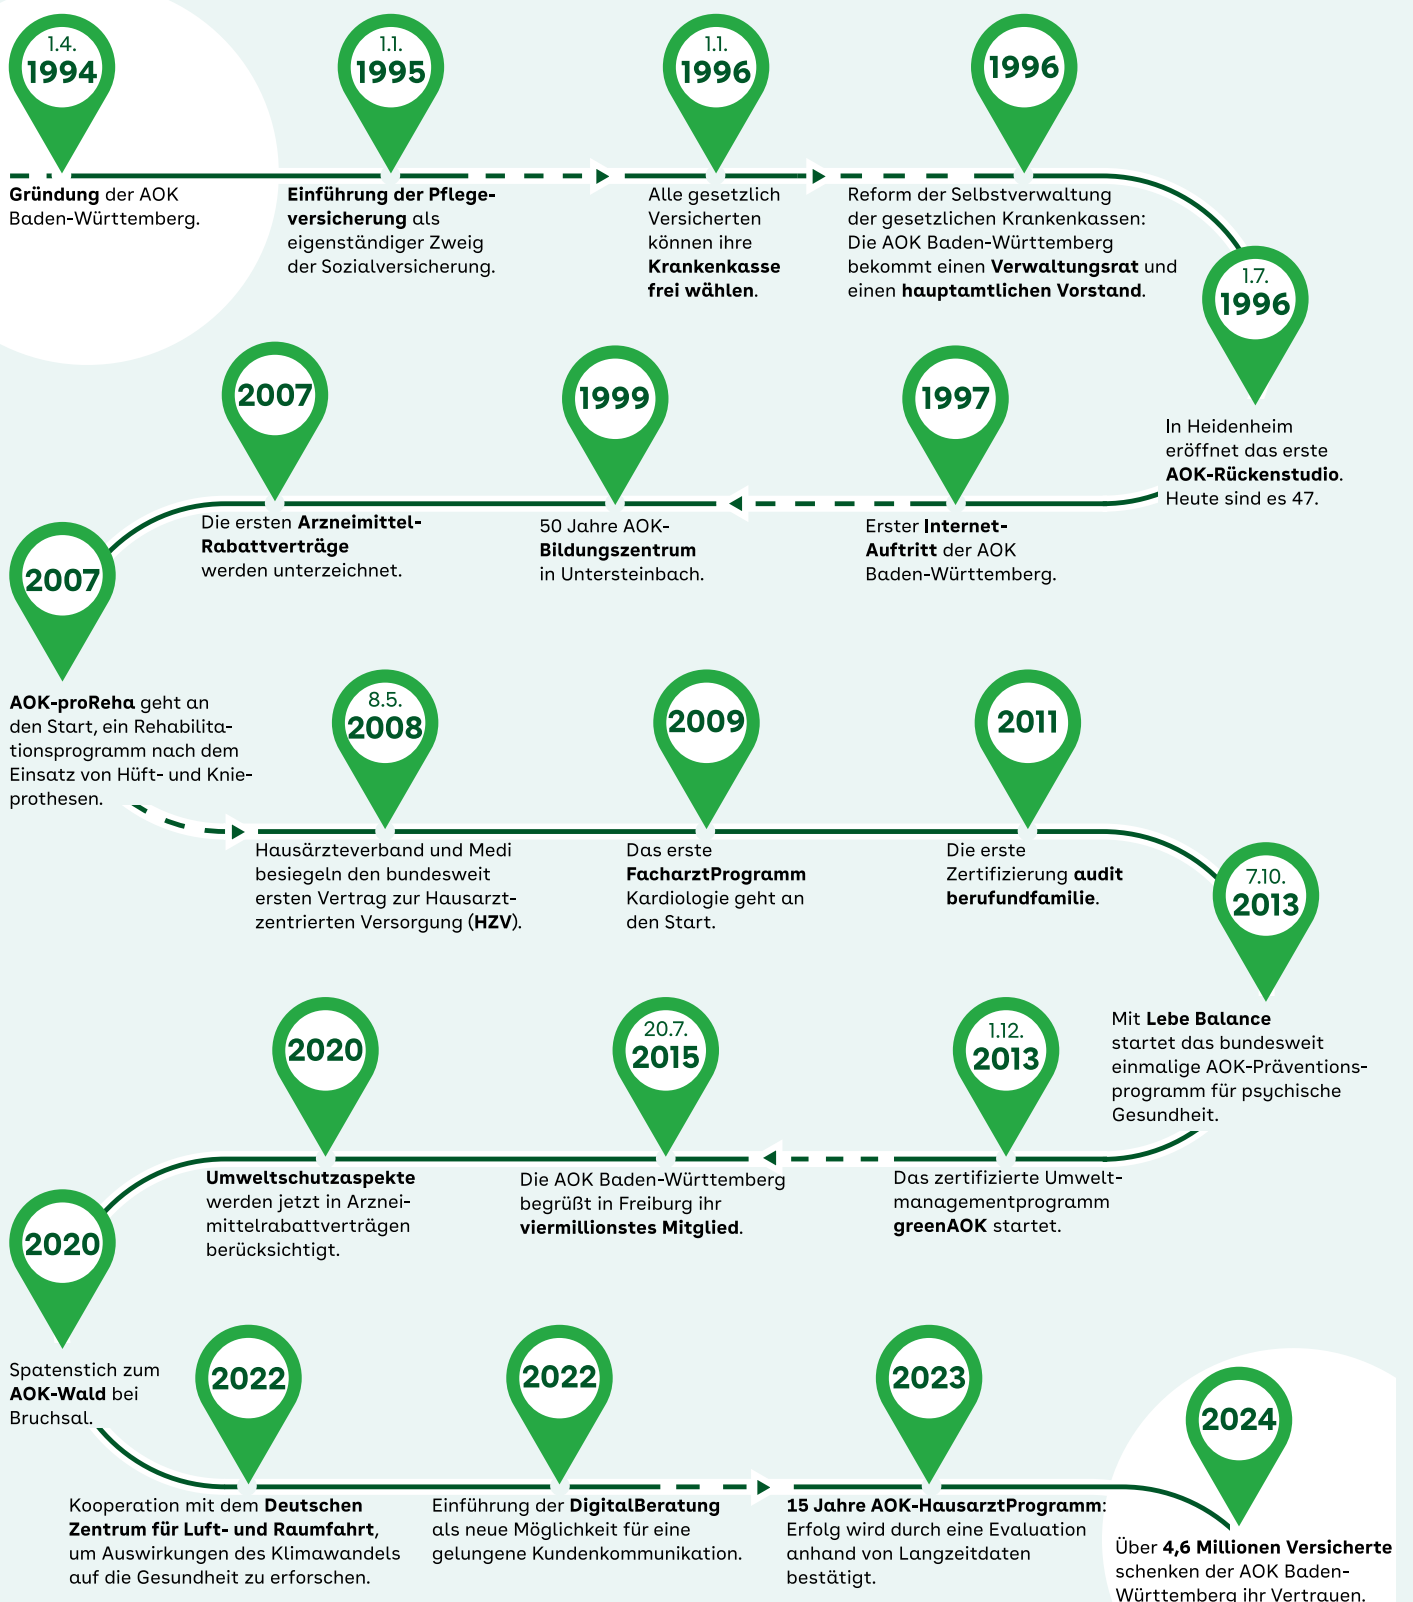 1.4.
1994
Gründung der AOK
Baden-Württemberg.
1.1.
1995
Einführung der Pflege-
versicherung als
eigenständiger Zweig
der Sozialversicherung.
1.1.
1996
Alle gesetzlich
Versicherten
können ihre
Krankenkasse
frei wählen.
1996
Reform der Selbstverwaltung
der gesetzlichen Krankenkassen:
Die AOK Baden-Württemberg
bekommt einen Verwaltungsrat und
einen hauptamtlichen Vorstand.
1.7.
1996
In Heidenheim
eröffnet das erste
AOK-Rückenstudio.
Heute sind es 47.
1997
Erster Internet-
Auftritt der AOK
Baden-Württemberg.
1999
50 Jahre AOK-
Bildungszentrum
in Untersteinbach.
2007
Die ersten Arzneimittel-
Rabattverträge
werden unterzeichnet.
2007
AOK-proReha geht an
den Start, ein Rehabilita-
tionsprogramm nach dem
Einsatz von Hüft- und Knie-
prothesen.
8.5.
2008
Hausärzteverband und Medi
besiegeln den bundesweit
ersten Vertrag zur Hausarzt-
zentrierten Versorgung (HZV).
2009
Das erste
FacharztProgramm
Kardiologie geht an
den Start.
2011
Die erste
Zertifizierung audit
berufundfamilie.
7.10.
2013
Mit Lebe Balance
startet das bundesweit
einmalige AOK-Präventions-
programm für psychische
Gesundheit.
1.12.
2013
Das zertifizierte Umwelt-
managementprogramm
greenAOK startet.
20.7.
2015
Die AOK Baden-Württemberg
begrüßt in Freiburg ihr
viermillionstes Mitglied.
2020
Umweltschutzaspekte
werden jetzt in Arznei-
mittelrabattverträgen
berücksichtigt.
2020
Spatenstich zum
AOK-Wald bei
Bruchsal.
2022
Kooperation mit dem Deutschen
Zentrum für Luft- und Raumfahrt,
um Auswirkungen des Klimawandels
auf die Gesundheit zu erforschen.
2022
Einführung der DigitalBeratung
als neue Möglichkeit für eine
gelungene Kundenkommunikation.
2023
15 Jahre AOK-HausarztProgramm:
Erfolg wird durch eine Evaluation
anhand von Langzeitdaten
bestätigt.
2024
Über 4,6 Millionen Versicherte
schenken der AOK Baden-
Württemberg ihr Vertrauen.